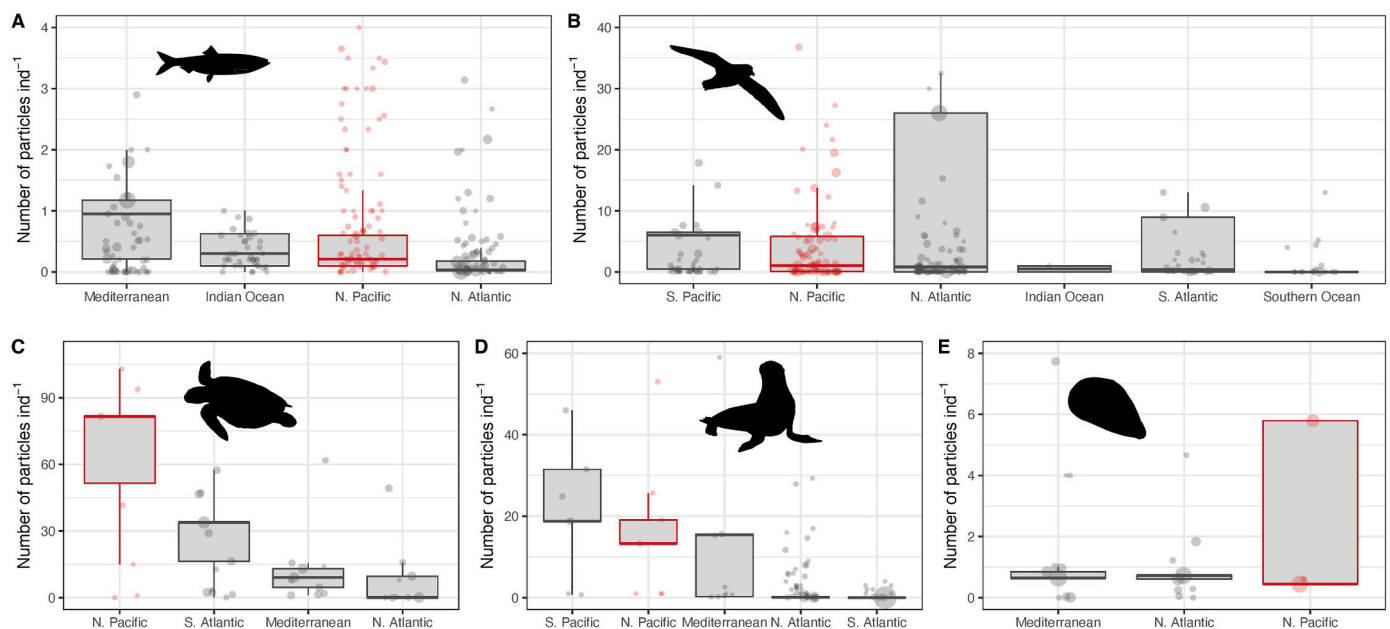 A
Number of particles ind⁻¹
4
3
2
1
0
Mediterranean Indian Ocean N. Pacific N. Atlantic
B
Number of particles ind⁻¹
40
30
20
10
0
S. Pacific N. Pacific N. Atlantic Indian Ocean S. Atlantic Southern Ocean
C
Number of particles ind⁻¹
90
60
30
0
N. Pacific S. Atlantic Mediterranean N. Atlantic
D
Number of particles ind⁻¹
60
40
20
0
S. Pacific N. Pacific Mediterranean N. Atlantic S. Atlantic
E
Number of particles ind⁻¹
8
6
4
2
0
Mediterranean N. Atlantic N. Pacific